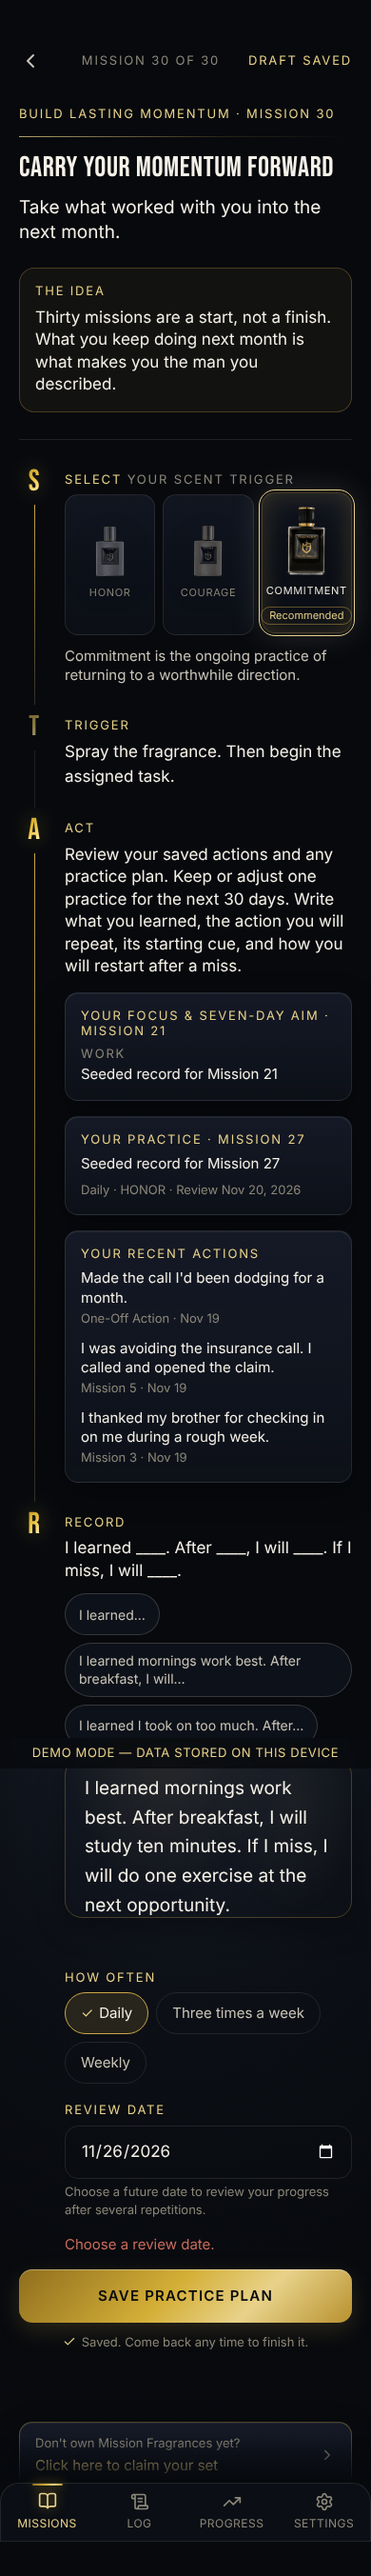 MISSION 30 OF 30
DRAFT SAVED
BUILD LASTING MOMENTUM · MISSION 30
CARRY YOUR MOMENTUM FORWARD
Take what worked with you into the
next month.
THE IDEA
Thirty missions are a start, not a finish.
What you keep doing next month is
what makes you the man you
described.
S
SELECT YOUR SCENT TRIGGER
HONOR
COURAGE
COMMITMENT
Recommended
Commitment is the ongoing practice of
returning to a worthwhile direction.
T
TRIGGER
Spray the fragrance. Then begin the
assigned task.
A
ACT
Review your saved actions and any
practice plan. Keep or adjust one
practice for the next 30 days. Write
what you learned, the action you will
repeat, its starting cue, and how you
will restart after a miss.
YOUR FOCUS & SEVEN-DAY AIM ·
MISSION 21
WORK
Seeded record for Mission 21
YOUR PRACTICE · MISSION 27
Seeded record for Mission 27
Daily · HONOR · Review Nov 20, 2026
YOUR RECENT ACTIONS
Made the call I'd been dodging for a
month.
One-Off Action · Nov 19
I was avoiding the insurance call. I
called and opened the claim.
Mission 5 · Nov 19
I thanked my brother for checking in
on me during a rough week.
Mission 3 · Nov 19
R
RECORD
I learned ____. After ____, I will ____. If I
miss, I will ____.
I learned...
I learned mornings work best. After
breakfast, I will...
I learned I took on too much. After...
DEMO MODE — DATA STORED ON THIS DEVICE
I learned mornings work
best. After breakfast, I will
study ten minutes. If I miss, I
will do one exercise at the
next opportunity.
HOW OFTEN
Daily
Three times a week
Weekly
REVIEW DATE
11/26/2026
Choose a future date to review your progress
after several repetitions.
Choose a review date.
SAVE PRACTICE PLAN
Saved. Come back any time to finish it.
Don't own Mission Fragrances yet?
Click here to claim your set
MISSIONS
LOG
PROGRESS
SETTINGS